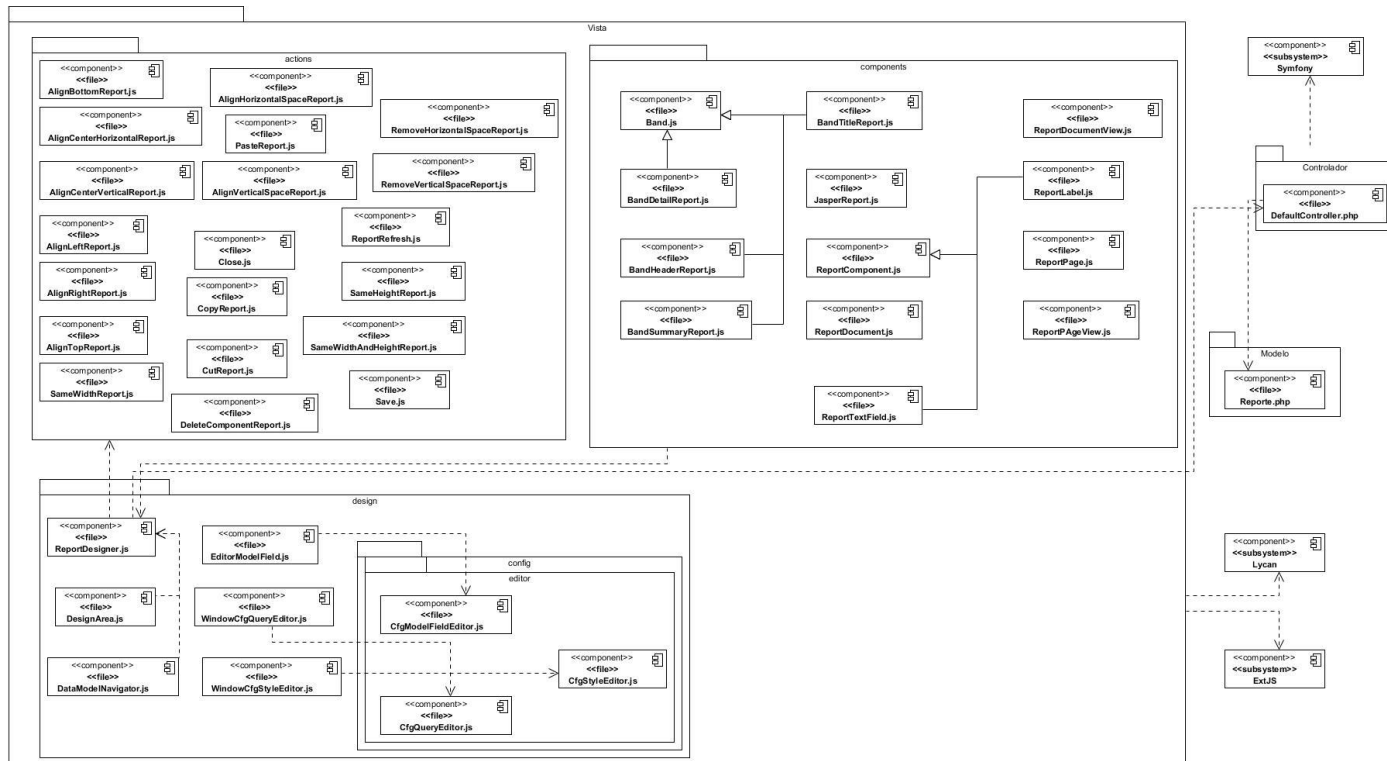 Vista
actions
<<component>>
<<file>>
AlignBottomReport.js
<<component>>
<<file>>
AlignHorizontalSpaceReport.js
<<component>>
<<file>>
RemoveHorizontalSpaceReport.js
<<component>>
<<file>>
AlignCenterHorizontalReport.js
<<component>>
<<file>>
PasteReport.js
<<component>>
<<file>>
RemoveVerticalSpaceReport.js
<<component>>
<<file>>
AlignCenterVerticalReport.js
<<component>>
<<file>>
AlignVerticalSpaceReport.js
<<component>>
<<file>>
ReportRefresh.js
<<component>>
<<file>>
AlignLeftReport.js
<<component>>
<<file>>
Close.js
<<component>>
<<file>>
SameHeightReport.js
<<component>>
<<file>>
AlignRightReport.js
<<component>>
<<file>>
CopyReport.js
<<component>>
<<file>>
SameWidthAndHeightReport.js
<<component>>
<<file>>
AlignTopReport.js
<<component>>
<<file>>
CutReport.js
<<component>>
<<file>>
Save.js
<<component>>
<<file>>
SameWidthReport.js
<<component>>
<<file>>
DeleteComponentReport.js
components
<<component>>
<<file>>
Band.js
<<component>>
<<file>>
BandTitleReport.js
<<component>>
<<file>>
ReportDocumentView.js
<<component>>
<<file>>
BandDetailReport.js
<<component>>
<<file>>
JasperReport.js
<<component>>
<<file>>
ReportLabel.js
<<component>>
<<file>>
BandHeaderReport.js
<<component>>
<<file>>
ReportComponent.js
<<component>>
<<file>>
ReportPage.js
<<component>>
<<file>>
BandSummaryReport.js
<<component>>
<<file>>
ReportDocument.js
<<component>>
<<file>>
ReportPAgeView.js
<<component>>
<<file>>
ReportTextField.js
<<component>>
<<subsystem>>
Symfony
Controlador
<<component>>
<<file>>
DefaultController.php
Modelo
<<component>>
<<file>>
Reporte.php
design
<<component>>
<<file>>
ReportDesigner.js
<<component>>
<<file>>
EditorModelField.js
<<component>>
<<file>>
DesignArea.js
<<component>>
<<file>>
WindowCfgQueryEditor.js
<<component>>
<<file>>
DataModelNavigator.js
<<component>>
<<file>>
WindowCfgStyleEditor.js
config
editor
<<component>>
<<file>>
CfgModelFieldEditor.js
<<component>>
<<file>>
CfgStyleEditor.js
<<component>>
<<file>>
CfgQueryEditor.js
<<component>>
<<subsystem>>
Lycan
<<component>>
<<subsystem>>
ExtJS